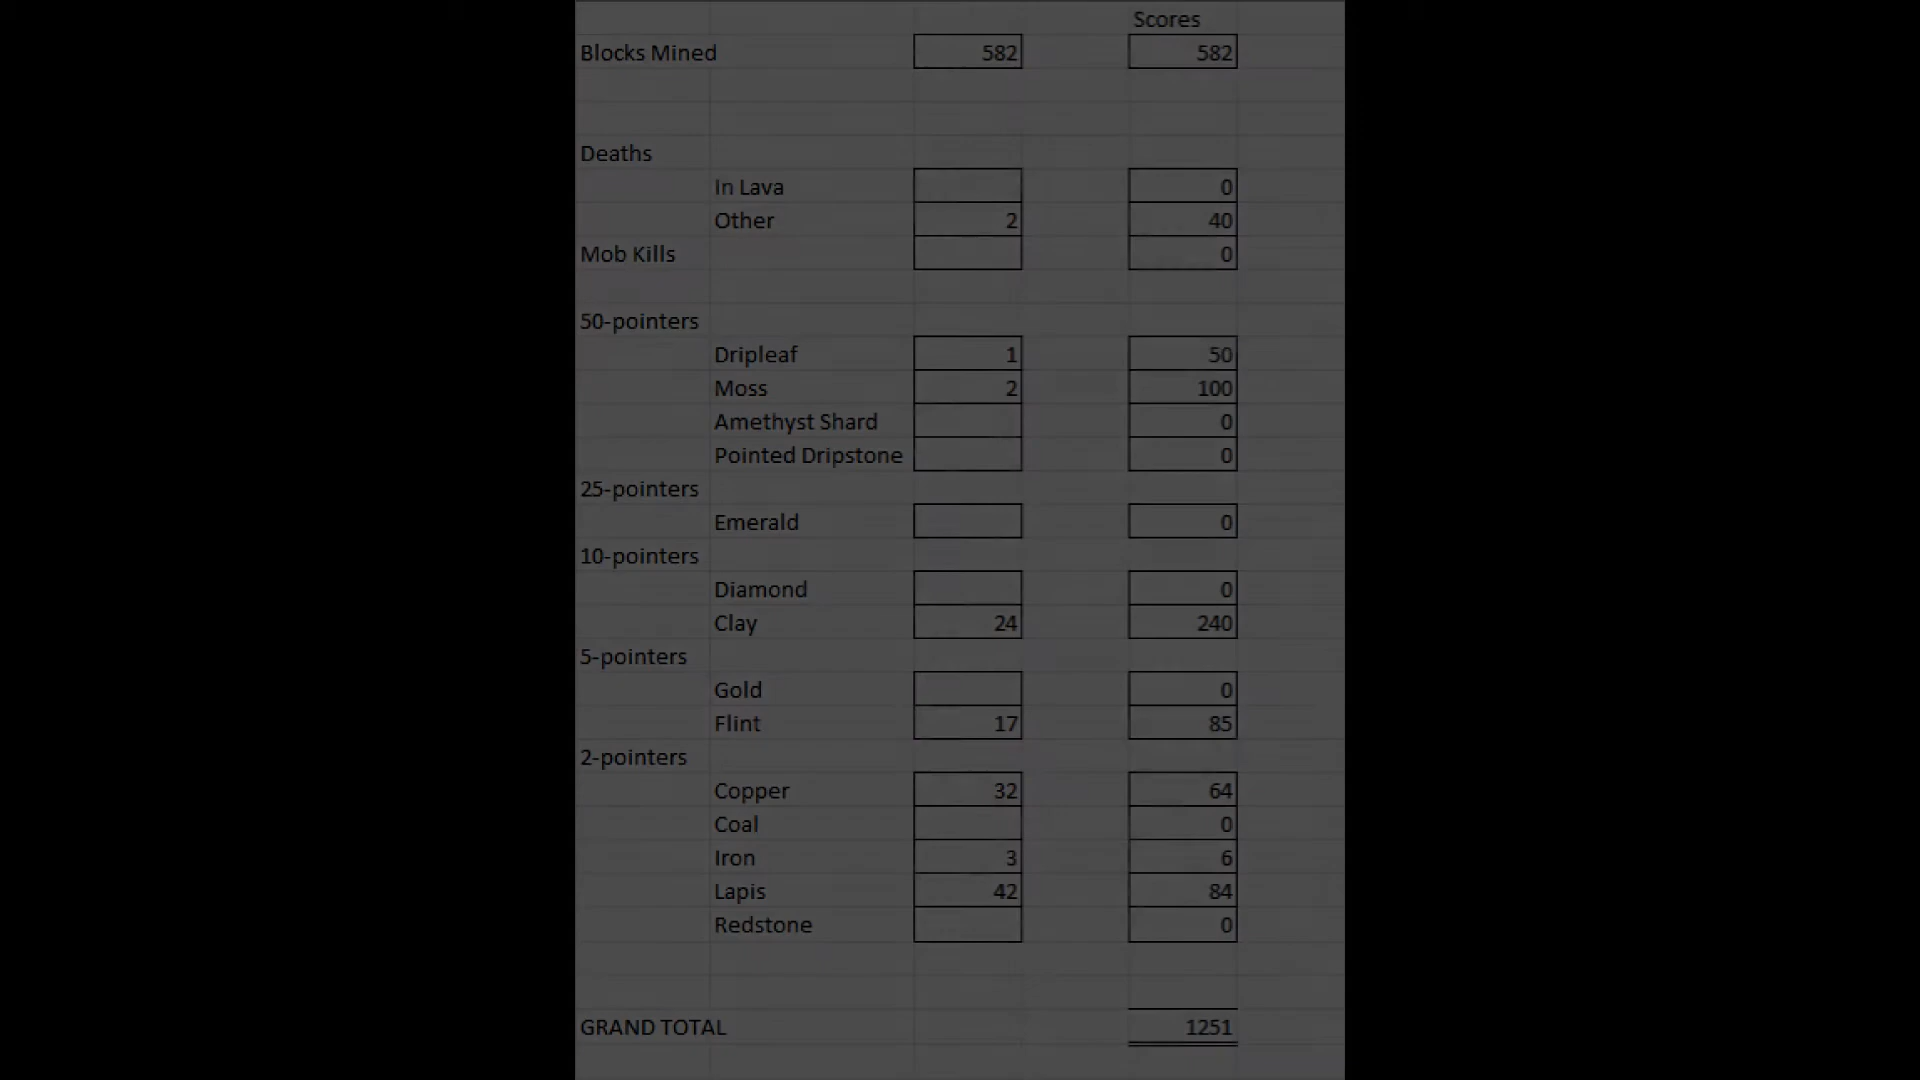 Scores
Blocks Mined 582 582
Deaths
In Lava 0
Other 2 40
Mob Kills 0
50-pointers
Dripleaf 1 50
Moss 2 100
Amethyst Shard 0
Pointed Dripstone 0
25-pointers
Emerald 0
10-pointers
Diamond 0
Clay 24 240
5-pointers
Gold 0
Flint 17 85
2-pointers
Copper 32 64
Coal 0
Iron 3 6
Lapis 42 84
Redstone 0
GRAND TOTAL 1251